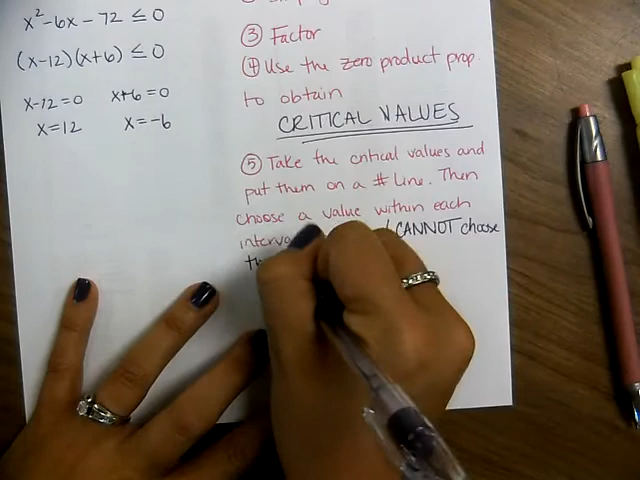 x² - 6x - 72 ≤ 0
(x-12)(x+6) ≤ 0
x-12=0 x+6=0
x=12 x=-6
③ Factor
④ Use the zero product prop.
to obtain
CRITICAL VALUES
⑤ Take the critical values and
put them on a # line. Then
choose a value within each
CANNOT choose